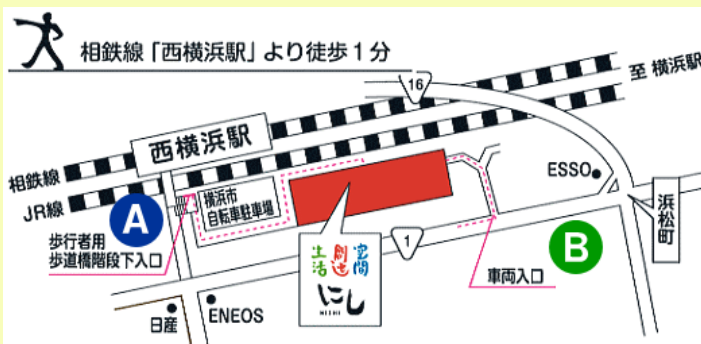 相鉄線「西横浜駅」より徒歩1分
16
至 横浜駅
西横浜駅
相鉄線
JR線
A
横浜市
自転車駐車場
歩行者用
歩道橋階段下入口
ESSO
浜松町
1
B
車両入口
生活
創造
空間
にし
NISHI
ENEOS
日産